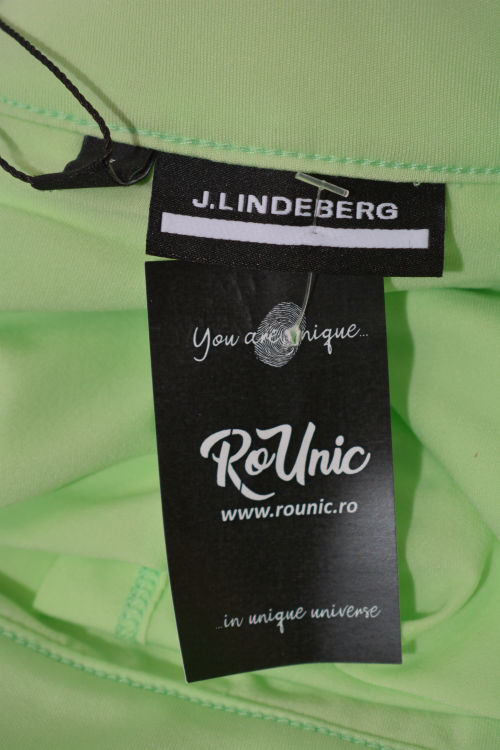 J.LINDEBERG
You are unique...
RoUnic
www.rounic.ro
...in unique universe